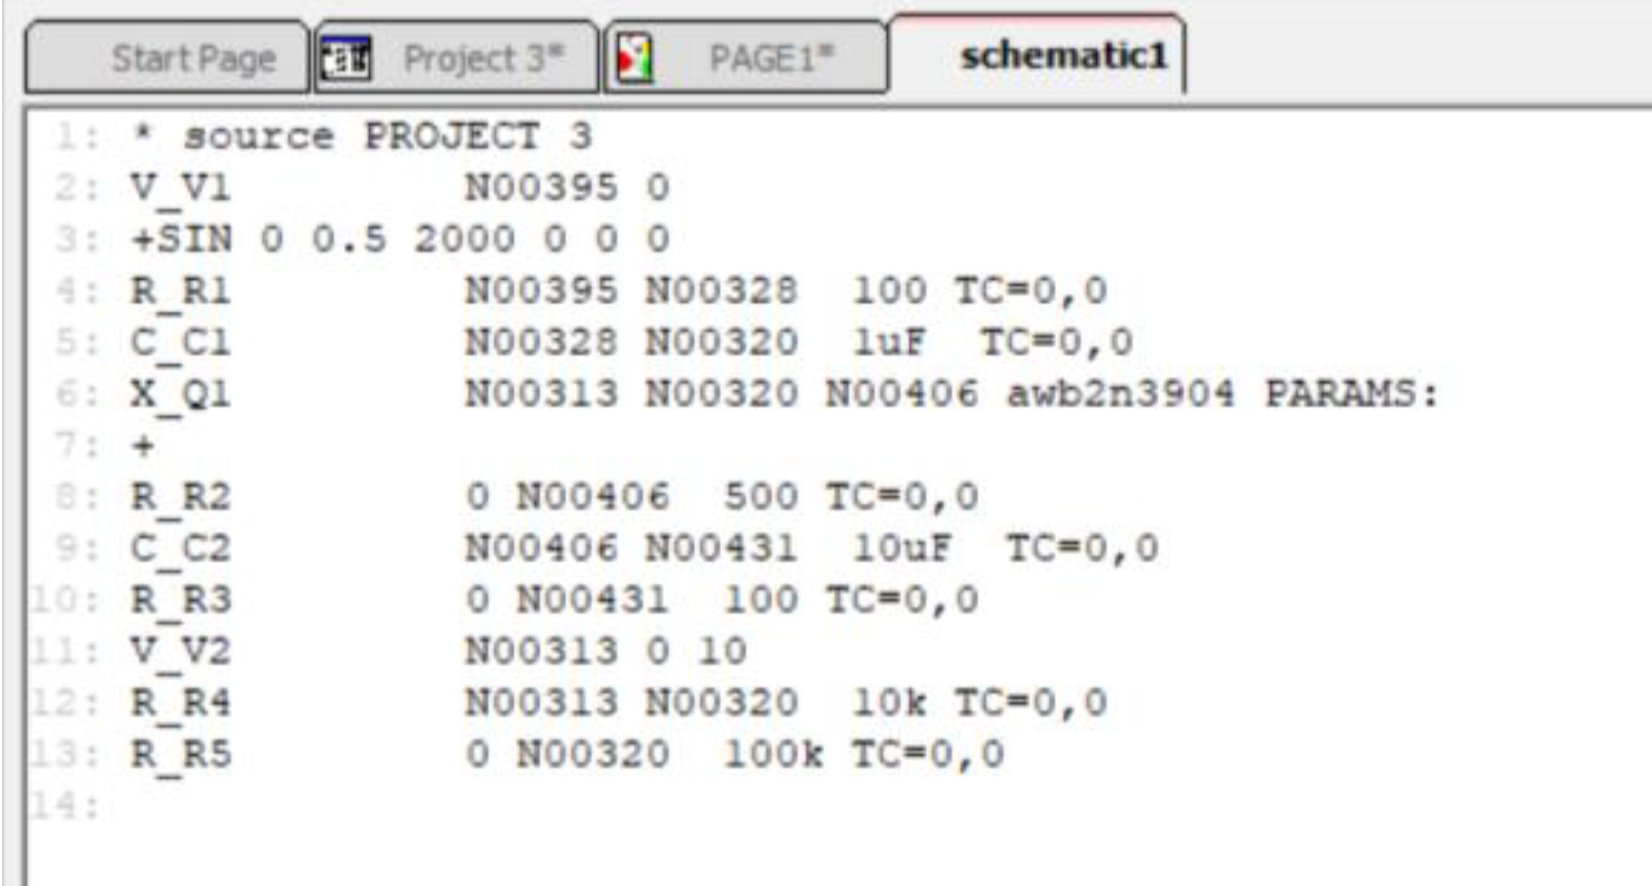 Start Page Project 3* PAGE1* schematic1
1: * source PROJECT 3
2: V_V1 N00395 0
3: +SIN 0 0.5 2000 0 0 0
4: R_R1 N00395 N00328 100 TC=0,0
5: C_C1 N00328 N00320 1uF TC=0,0
6: X_Q1 N00313 N00320 N00406 awb2n3904 PARAMS:
7: +
8: R_R2 0 N00406 500 TC=0,0
9: C_C2 N00406 N00431 10uF TC=0,0
10: R_R3 0 N00431 100 TC=0,0
11: V_V2 N00313 0 10
12: R_R4 N00313 N00320 10k TC=0,0
13: R_R5 0 N00320 100k TC=0,0
14: